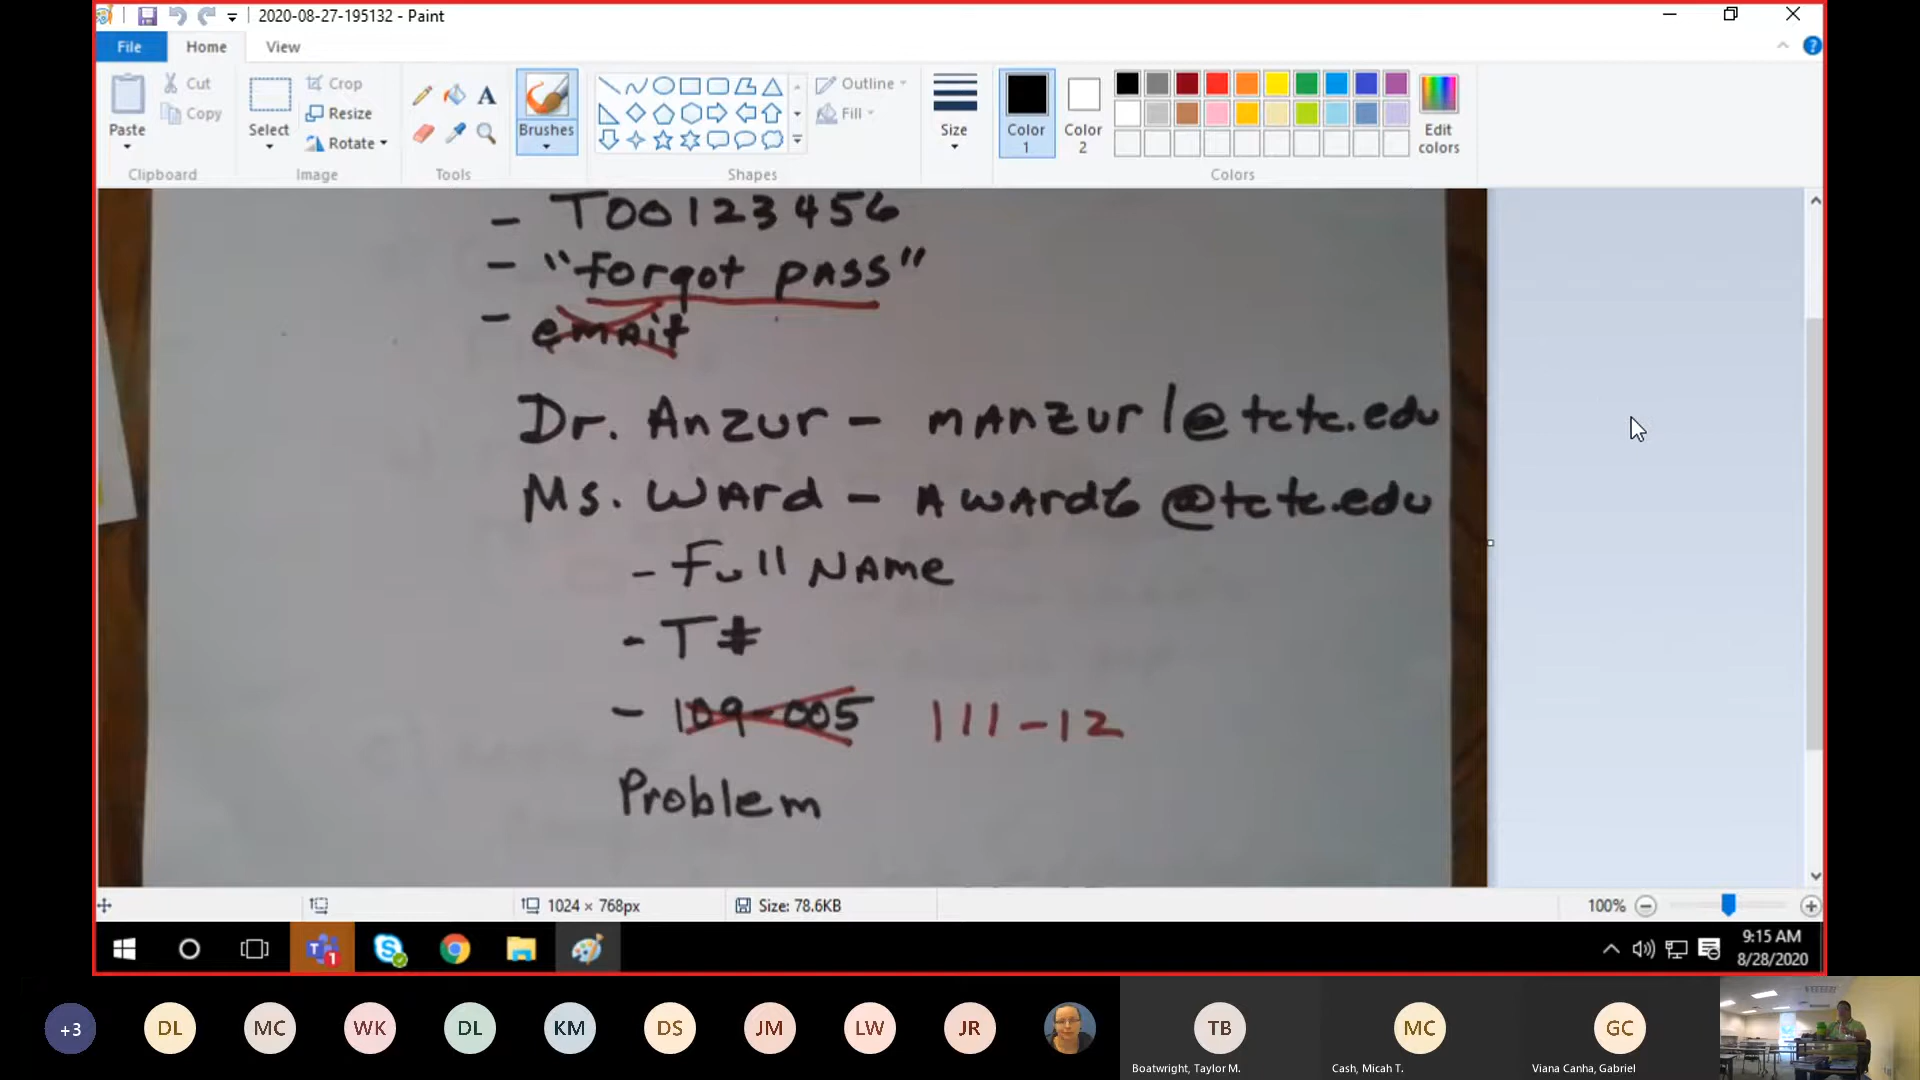 2020-08-27-195132 - Paint
File Home View
Paste
Cut
Copy
Clipboard
Select
Crop
Resize
Rotate
Image
Tools
Brushes
Shapes
Outline
Fill
Size
Color 1
Color 2
Edit colors
Colors
- T00123456
- "forgot pass"
- email
Dr. Anzur - manzur1@tctc.edu
Ms. Ward - award6@tctc.edu
- Full Name
- T#
- 109-005 111-12
Problem
1024 × 768px
Size: 78.6KB
100%
9:15 AM
8/28/2020
+3 DL MC WK DL KM DS JM LW JR TB MC GC
Boatwright, Taylor M. Cash, Micah T. Viana Canha, Gabriel